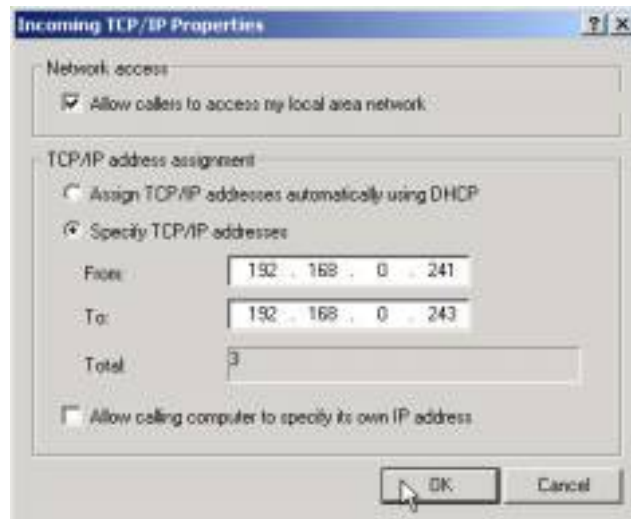 Incoming TCP/IP Properties
Network access
Allow callers to access my local area network
TCP/IP address assignment
Assign TCP/IP addresses automatically using DHCP
Specify TCP/IP addresses
From: 192 . 168 . 0 . 241
To: 192 . 168 . 0 . 243
Total: 3
Allow calling computer to specify its own IP address
OK Cancel